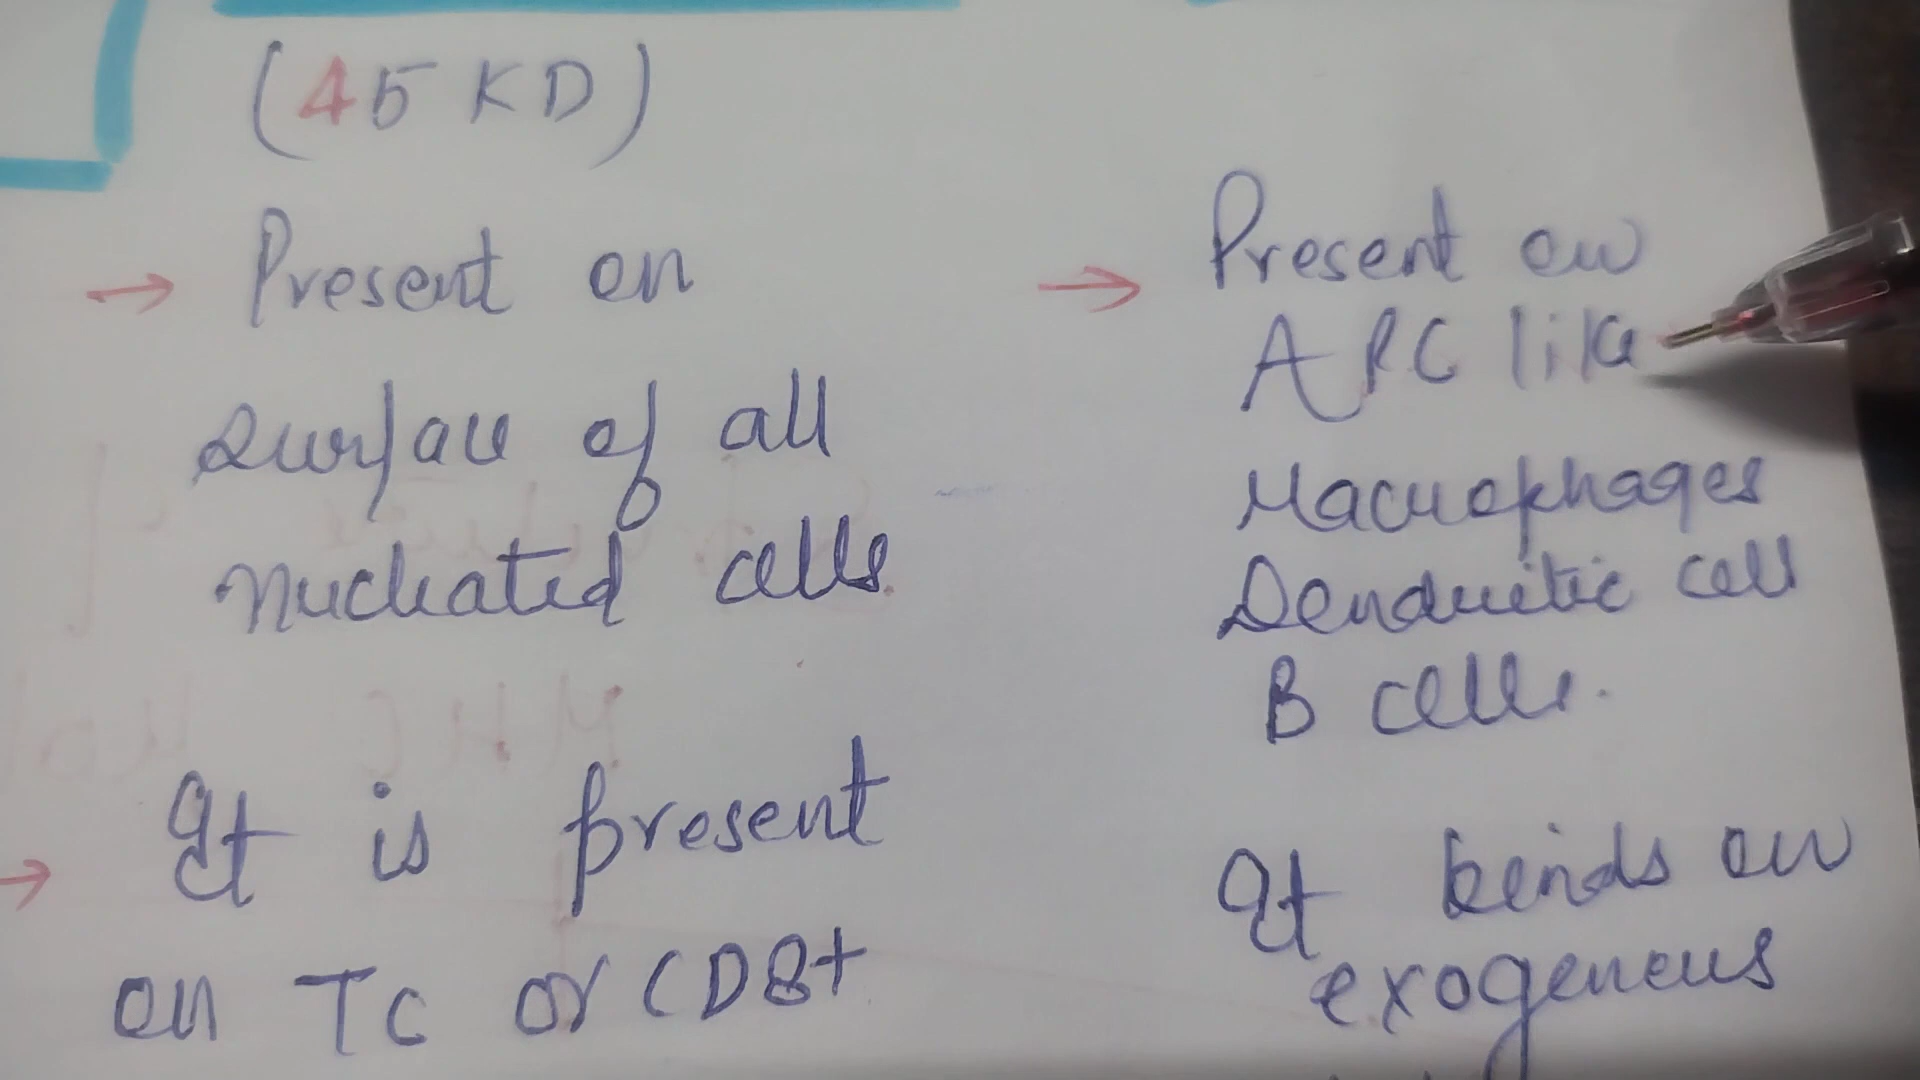 (45 KD)
Present on
surface of all
nucleated cells.
It is present
on Tc or CD8+
Present on
APC like
Macrophages
Dendritic cell
B cells.
It binds on
exogenous